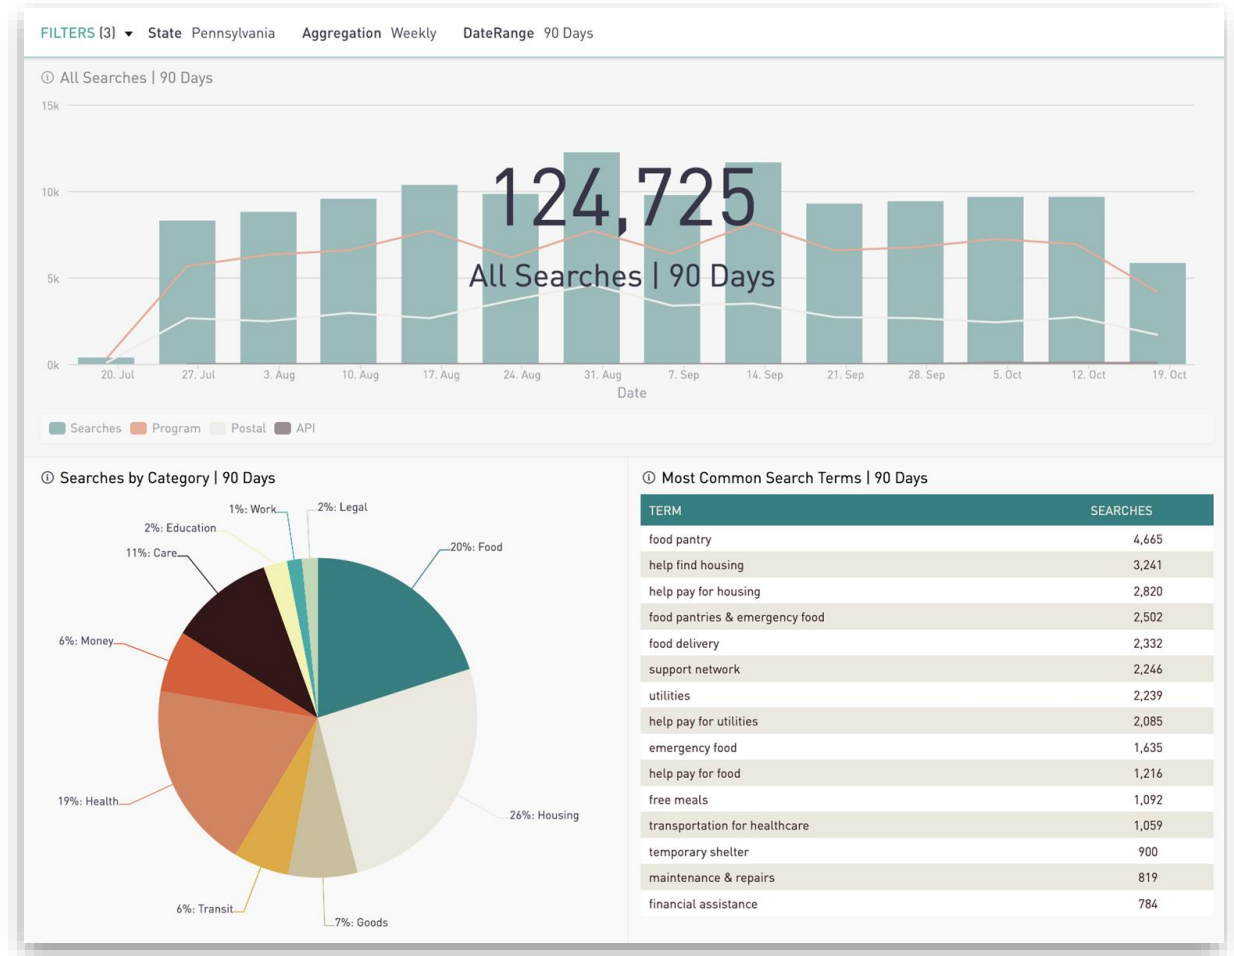 FILTERS (3) State Pennsylvania Aggregation Weekly DateRange 90 Days
All Searches | 90 Days
15k
10k
5k
0k
124,725
All Searches | 90 Days
20. Jul 27. Jul 3. Aug 10. Aug 17. Aug 24. Aug 31. Aug 7. Sep 14. Sep 21. Sep 28. Sep 5. Oct 12. Oct 19. Oct
Date
Searches Program Postal API
Searches by Category | 90 Days
1%: Work
2%: Legal
2%: Education
11%: Care
20%: Food
6%: Money
19%: Health
26%: Housing
6%: Transit
7%: Goods
Most Common Search Terms | 90 Days
TERM SEARCHES
food pantry 4,665
help find housing 3,241
help pay for housing 2,820
food pantries & emergency food 2,502
food delivery 2,332
support network 2,246
utilities 2,239
help pay for utilities 2,085
emergency food 1,635
help pay for food 1,216
free meals 1,092
transportation for healthcare 1,059
temporary shelter 900
maintenance & repairs 819
financial assistance 784